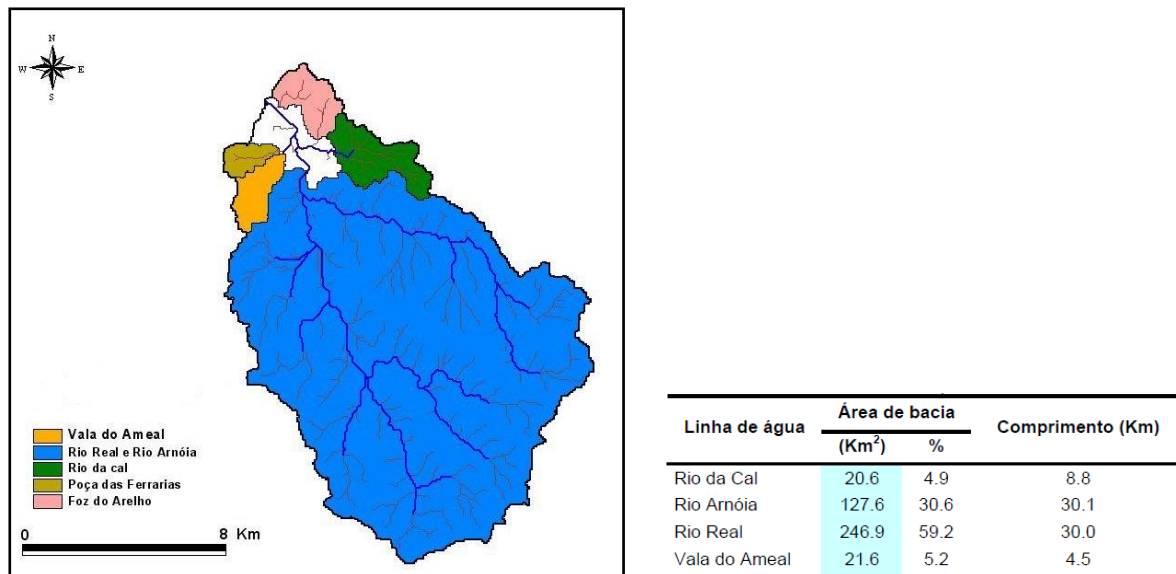 N
W E
S
Vala do Ameal
Rio Real e Rio Arnóia
Rio da cal
Poça das Ferrarias
Foz do Arelho
0 8 Km
Linha de água Área de bacia Comprimento (Km)
(Km²) %
Rio da Cal 20.6 4.9 8.8
Rio Arnóia 127.6 30.6 30.1
Rio Real 246.9 59.2 30.0
Vala do Ameal 21.6 5.2 4.5